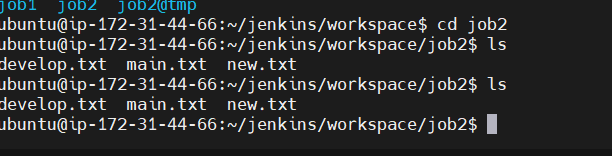 job1  job2  job2@tmp
ubuntu@ip-172-31-44-66:~/jenkins/workspace$ cd job2
ubuntu@ip-172-31-44-66:~/jenkins/workspace/job2$ ls
develop.txt  main.txt  new.txt
ubuntu@ip-172-31-44-66:~/jenkins/workspace/job2$ ls
develop.txt  main.txt  new.txt
ubuntu@ip-172-31-44-66:~/jenkins/workspace/job2$